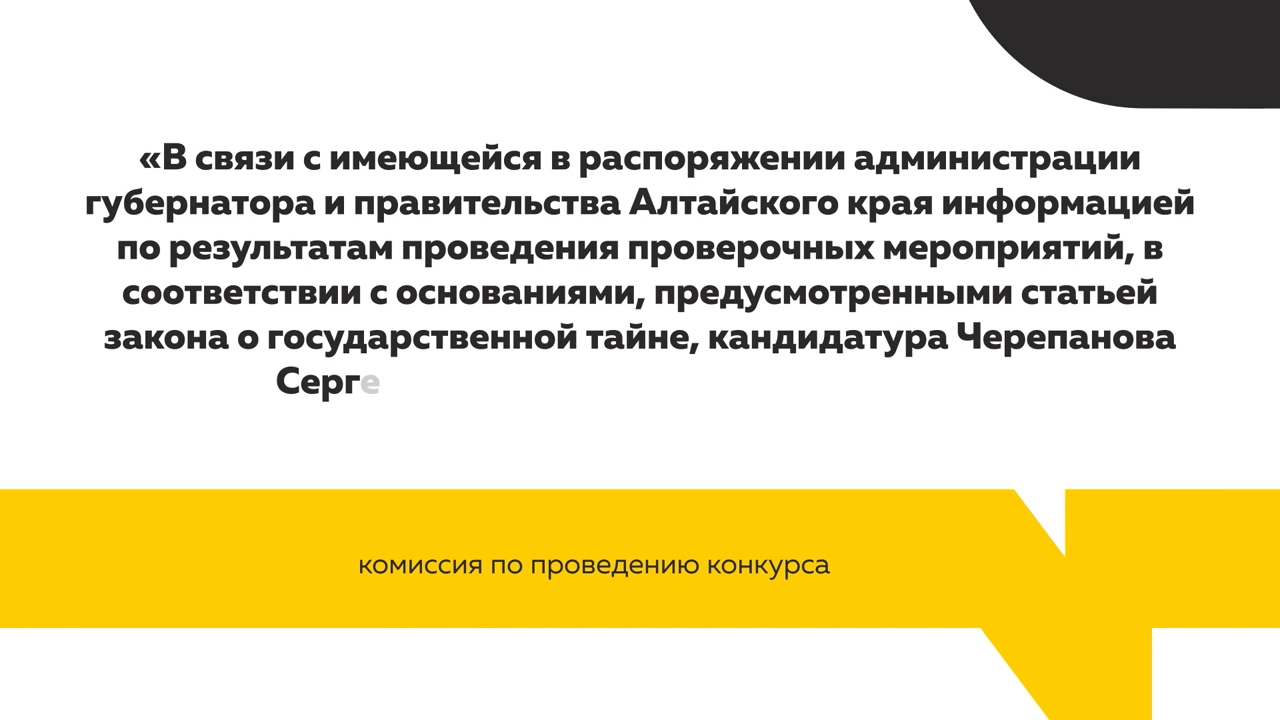 «В связи с имеющейся в распоряжении администрации
губернатора и правительства Алтайского края информацией
по результатам проведения проверочных мероприятий, в
соответствии с основаниями, предусмотренными статьей
закона о государственной тайне, кандидатура Черепанова
Серге
комиссия по проведению конкурса